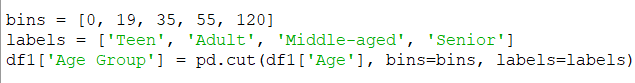 bins = [0, 19, 35, 55, 120]
labels = ['Teen', 'Adult', 'Middle-aged', 'Senior']
df1['Age Group'] = pd.cut(df1['Age'], bins=bins, labels=labels)